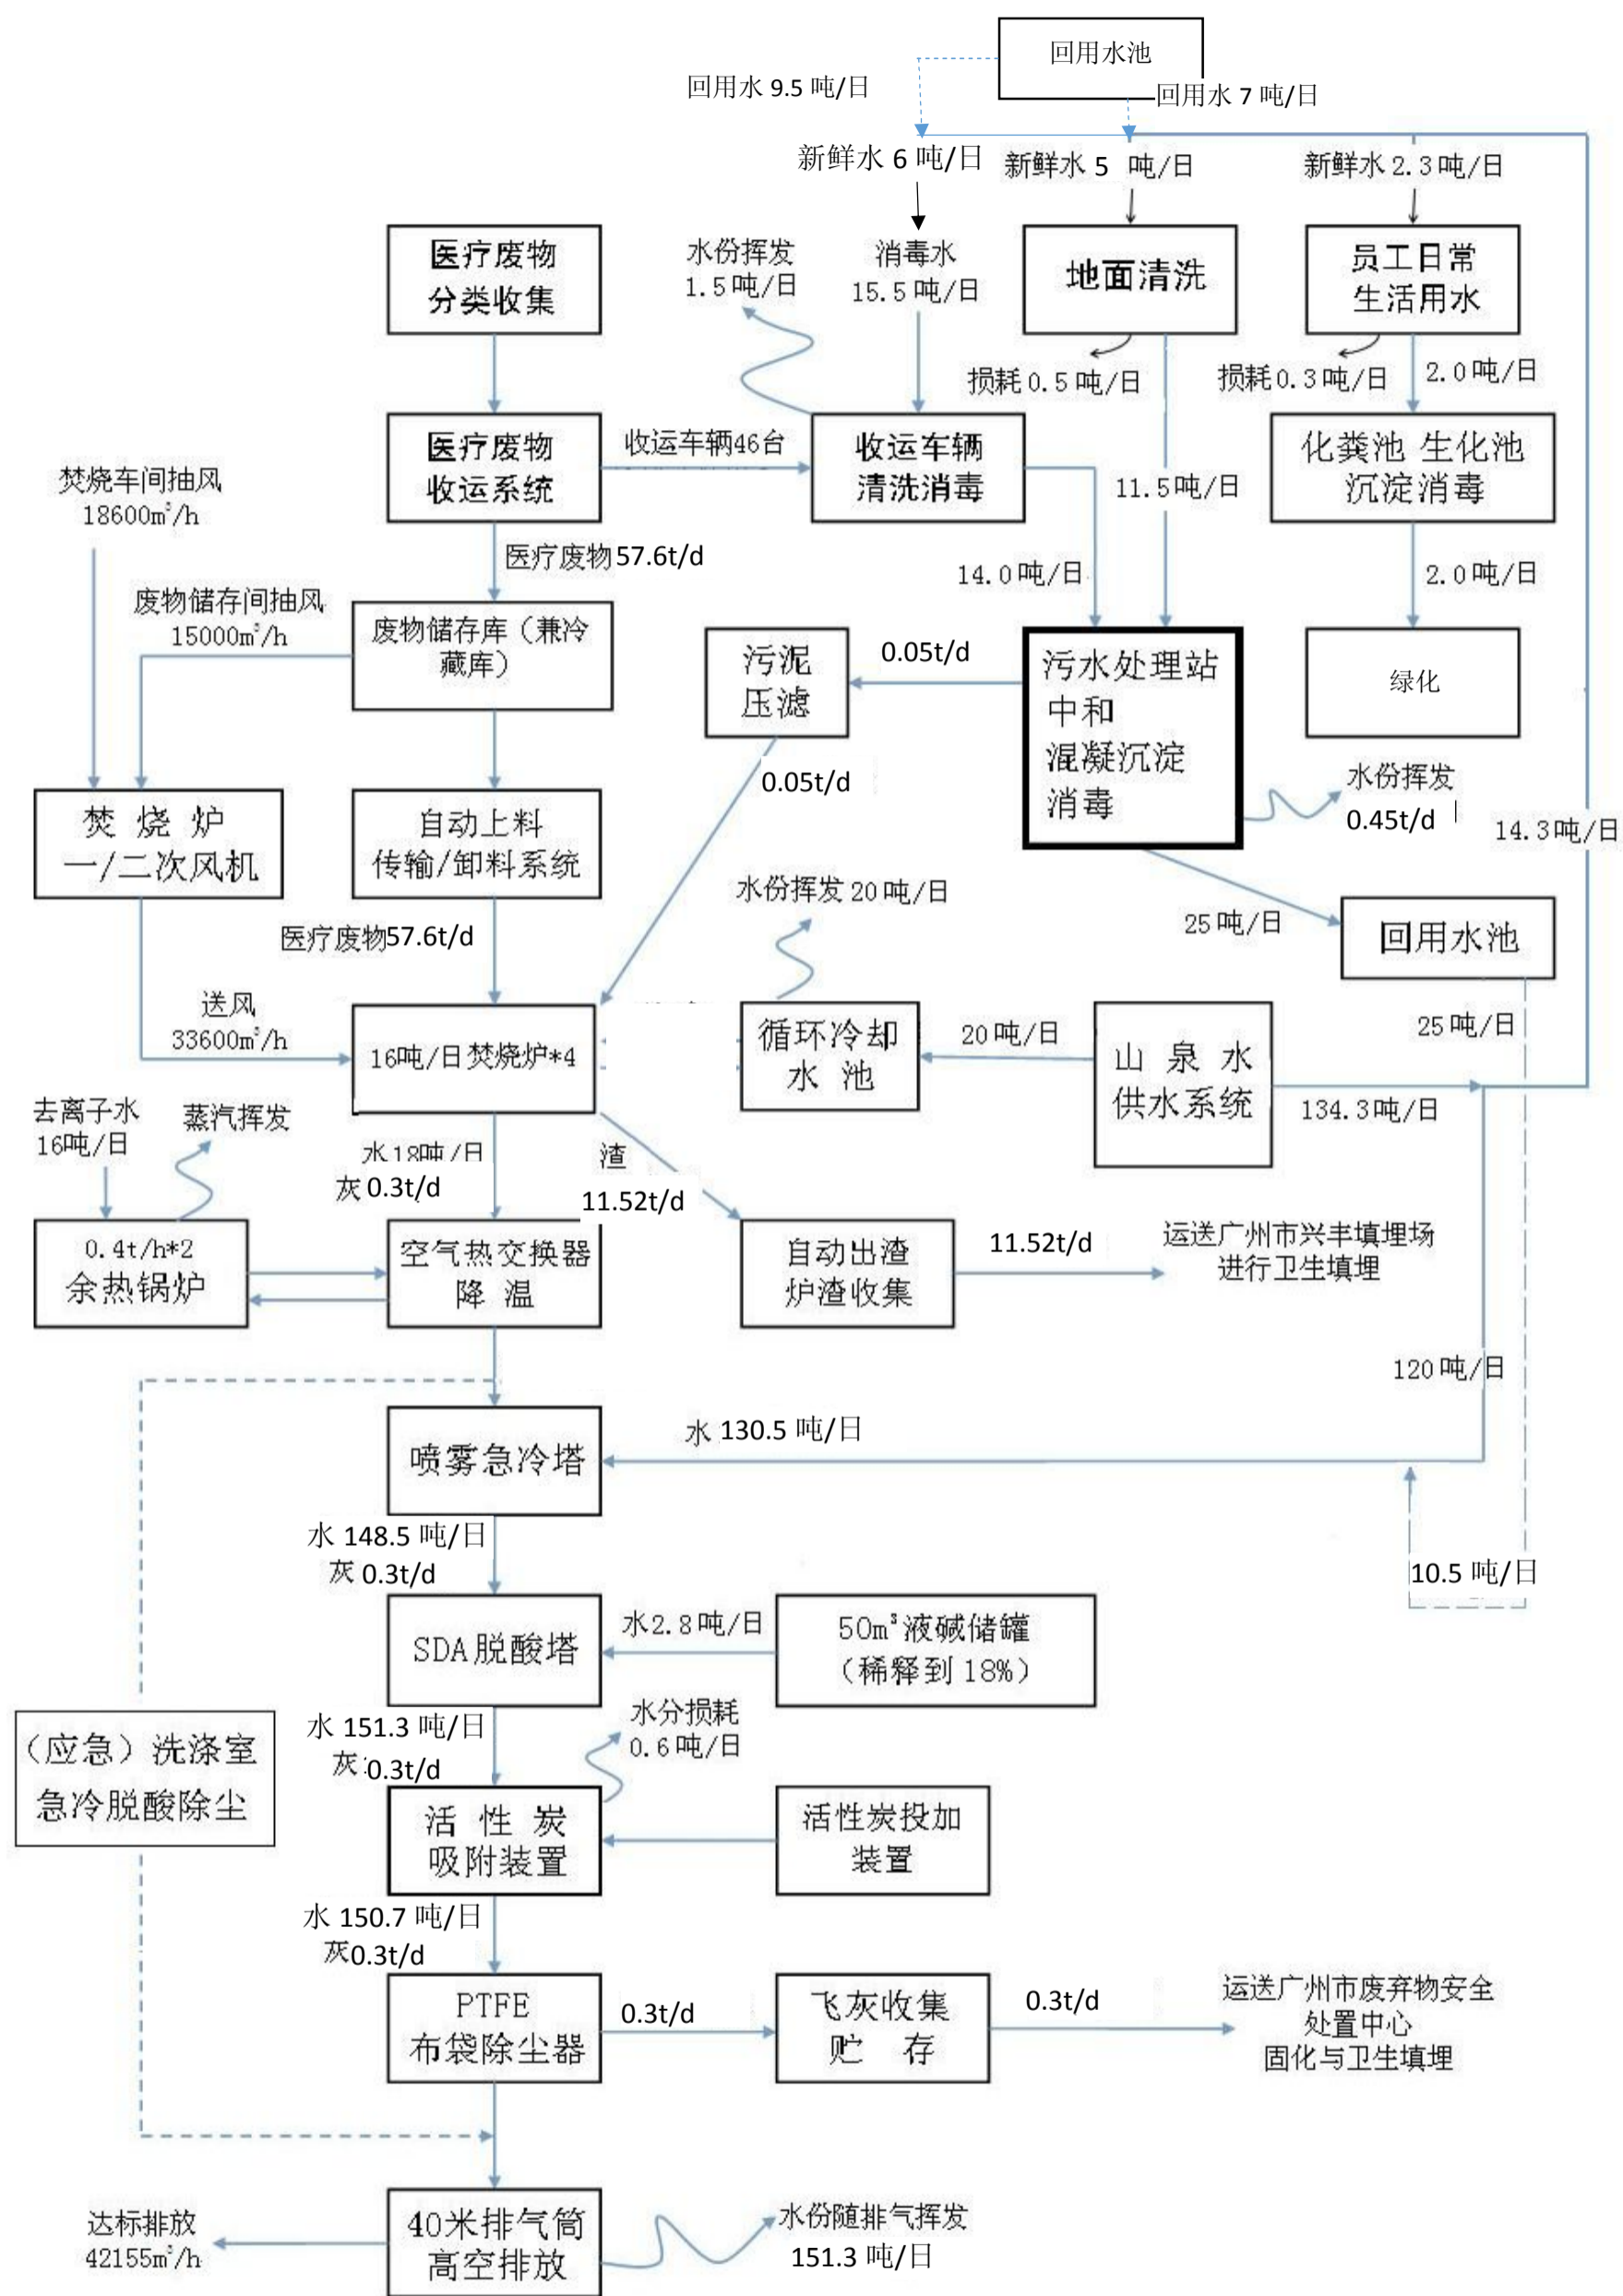 回用水池
回用水 9.5 吨/日
回用水 7 吨/日
新鲜水 6 吨/日
新鲜水 5 吨/日
新鲜水 2.3 吨/日
医疗废物
分类收集
水份挥发
1.5 吨/日
消毒水
15.5 吨/日
地面清洗
员工日常
生活用水
损耗 0.5 吨/日
损耗 0.3 吨/日
2.0 吨/日
医疗废物
收运系统
收运车辆46台
收运车辆
清洗消毒
11.5 吨/日
化粪池 生化池
沉淀消毒
焚烧车间抽风
18600m³/h
医疗废物 57.6t/d
14.0 吨/日
2.0 吨/日
废物储存间抽风
15000m³/h
废物储存库（兼冷
藏库）
污泥
压滤
0.05t/d
污水处理站
中和
混凝沉淀
消毒
绿化
0.05t/d
水份挥发
0.45t/d
14.3 吨/日
焚 烧 炉
一/二次风机
自动上料
传输/卸料系统
水份挥发 20 吨/日
25 吨/日
回用水池
医疗废物57.6t/d
送风
33600m³/h
16吨/日 焚烧炉*4
循环冷却
水 池
20 吨/日
山 泉 水
供水系统
25 吨/日
134.3 吨/日
去离子水
16吨/日
蒸汽挥发
水 18吨 /日
灰 0.3t/d
渣
11.52t/d
0.4t/h*2
余热锅炉
空气热交换器
降 温
自动出渣
炉渣收集
11.52t/d
运送广州市兴丰填埋场
进行卫生填埋
120 吨/日
喷雾急冷塔
水 130.5 吨/日
水 148.5 吨/日
灰 0.3t/d
10.5 吨/日
SDA 脱酸塔
水2.8 吨/日
50m³ 液碱储罐
（稀释到 18%）
（应急）洗涤室
急冷脱酸除尘
水 151.3 吨/日
灰 0.3t/d
水分损耗
0.6 吨/日
活 性 炭
吸附装置
活性炭投加
装置
水 150.7 吨/日
灰0.3t/d
PTFE
布袋除尘器
0.3t/d
飞灰收集
贮 存
0.3t/d
运送广州市废弃物安全
处置中心
固化与卫生填埋
达标排放
42155m³/h
40米排气筒
高空排放
水份随排气挥发
151.3 吨/日